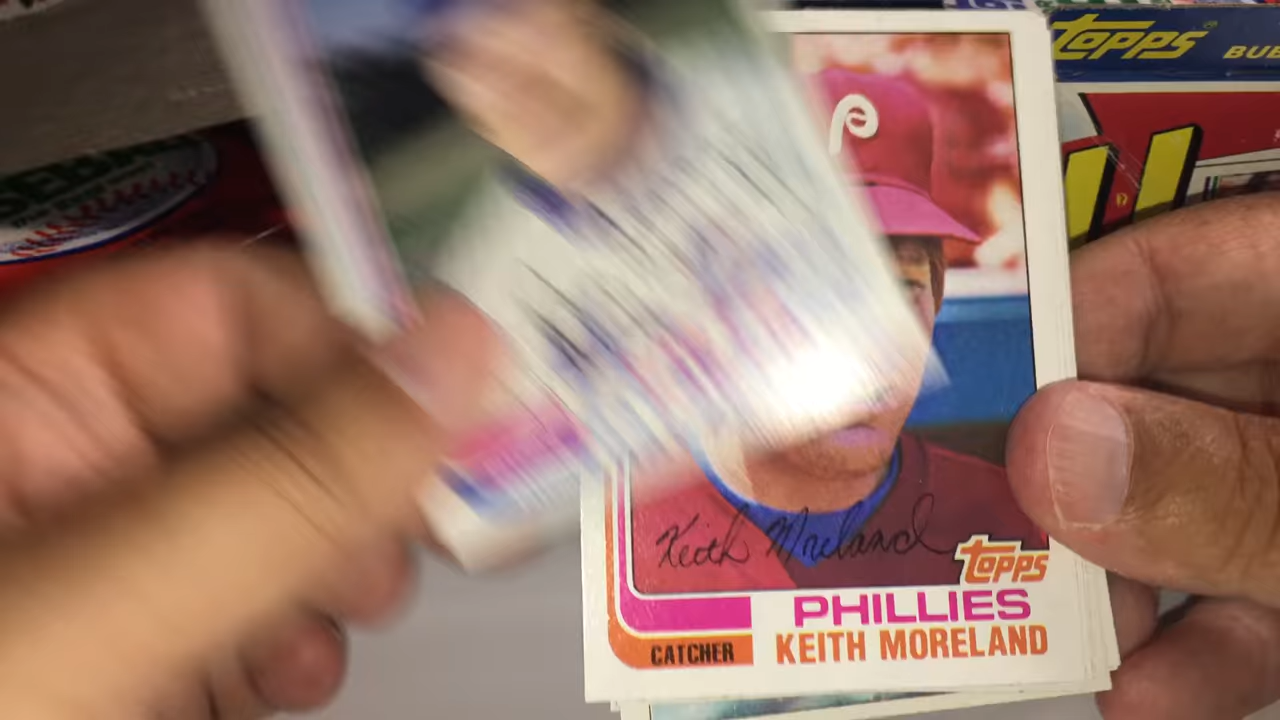 Topps
BUB
P
Keith Moreland
Topps
PHILLIES
CATCHER
KEITH MORELAND